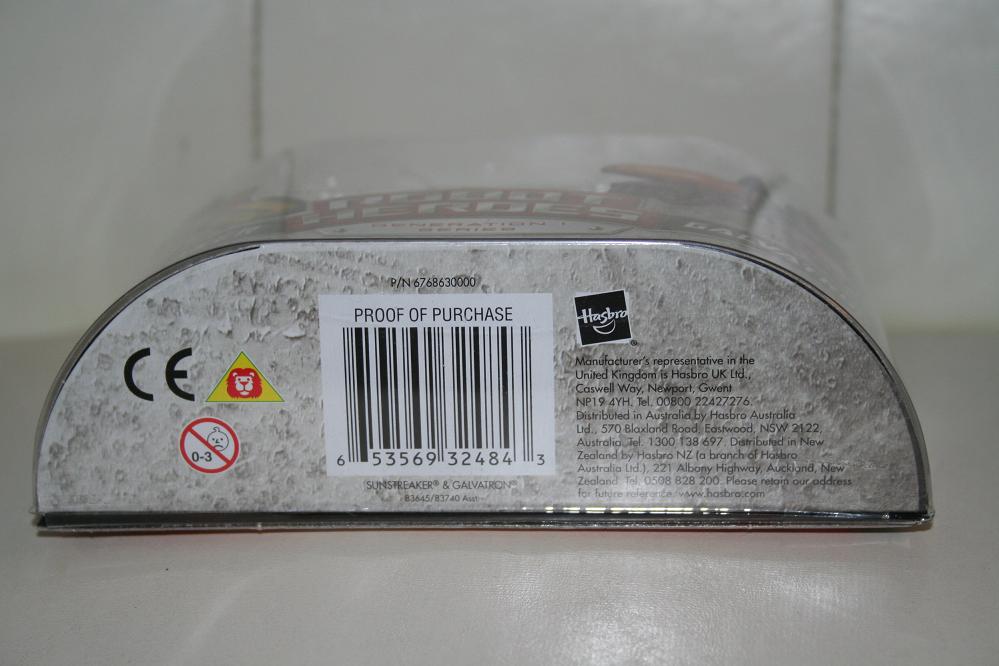 ROBOT
HEROES
GENERATION 1
SERIES
P/N 6768630000
PROOF OF PURCHASE
6 53569 32484 3
SUNSTREAKER® & GALVATRON®
83645/83740 Asst.
CE
0-3
Hasbro
®
Manufacturer's representative in the
United Kingdom is Hasbro UK Ltd.,
Caswell Way, Newport, Gwent
NP19 4YH. Tel. 00800 22427276.
Distributed in Australia by Hasbro Australia
Ltd., 570 Blaxland Road, Eastwood, NSW 2122,
Australia. Tel. 1300 138 697. Distributed in New
Zealand by Hasbro NZ (a branch of Hasbro
Australia Ltd.), 221 Albany Highway, Auckland, New
Zealand. Tel. 0508 828 200. Please retain our address
for future reference. www.hasbro.com